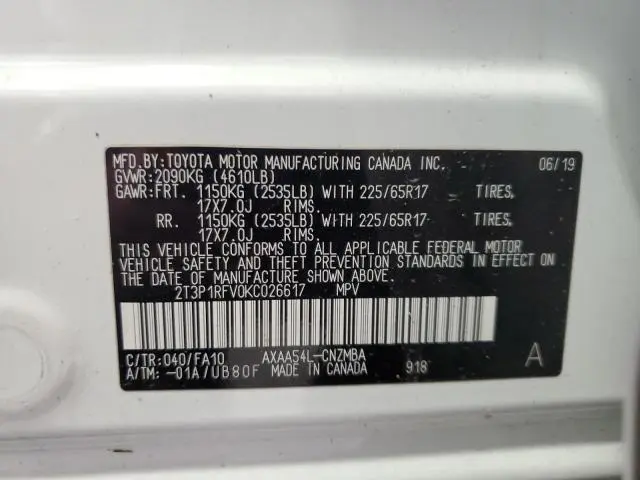 MFD.BY:TOYOTA MOTOR MANUFACTURING CANADA INC. 06/19
GVWR:2090KG (4610LB)
GAWR:FRT. 1150KG (2535LB) WITH 225/65R17 TIRES,
17X7.0J RIMS.
RR. 1150KG (2535LB) WITH 225/65R17 TIRES,
17X7.0J RIMS.
THIS VEHICLE CONFORMS TO ALL APPLICABLE FEDERAL MOTOR
VEHICLE SAFETY AND THEFT PREVENTION STANDARDS IN EFFECT ON
THE DATE OF MANUFACTURE SHOWN ABOVE.
2T3P1RFV0KC026617 MPV
C/TR:040/FA10 AXAA54L-CNZMBA A
A/TM: -01A/UB80F MADE IN CANADA 918